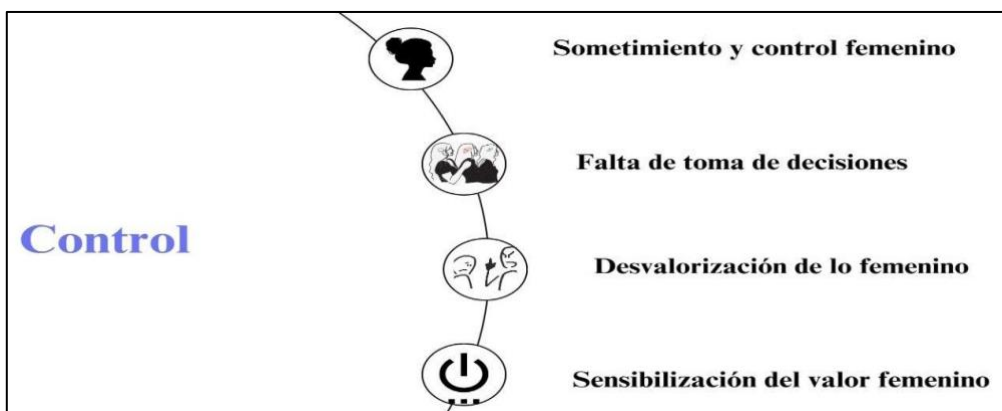 Sometimiento y control femenino
Falta de toma de decisiones
Control
Desvalorización de lo femenino
Sensibilización del valor femenino